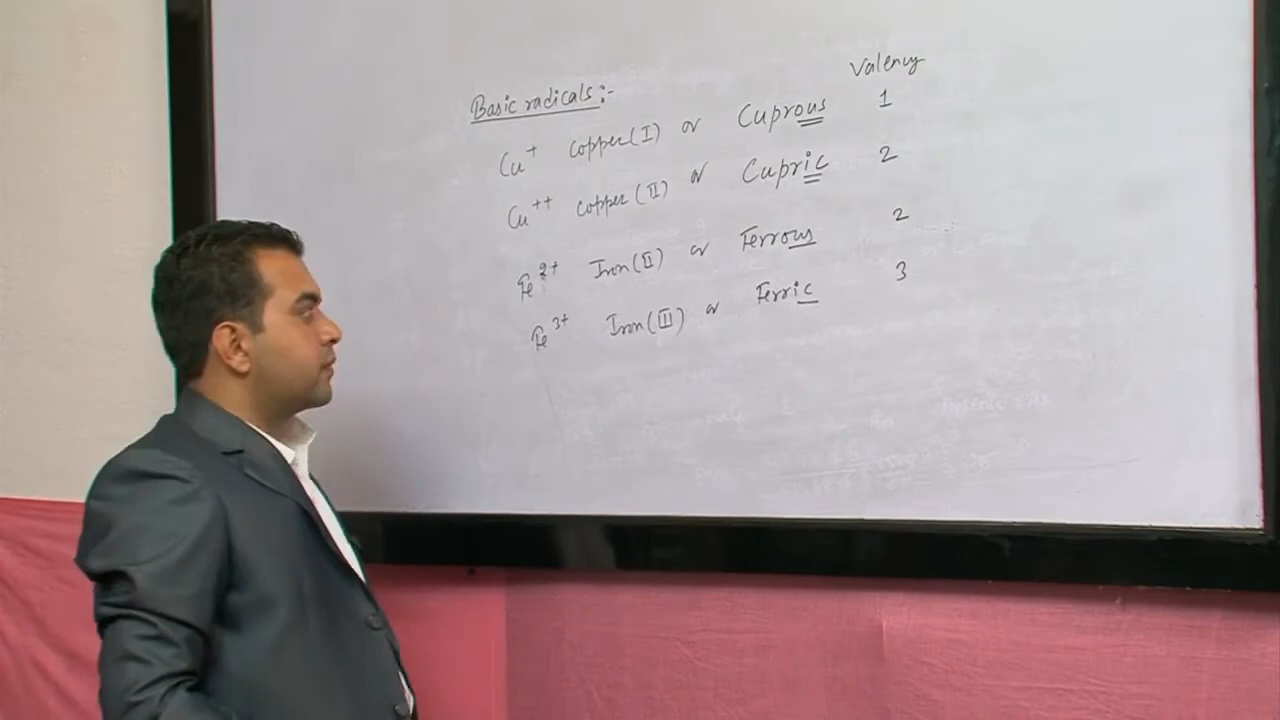 Valency
Basic radicals :-
Cu+ Copper(I) or Cuprous 1
Cu++ Copper(II) or Cupric 2
Fe2+ Iron(II) or Ferrous 2
Fe3+ Iron(III) or Ferric 3